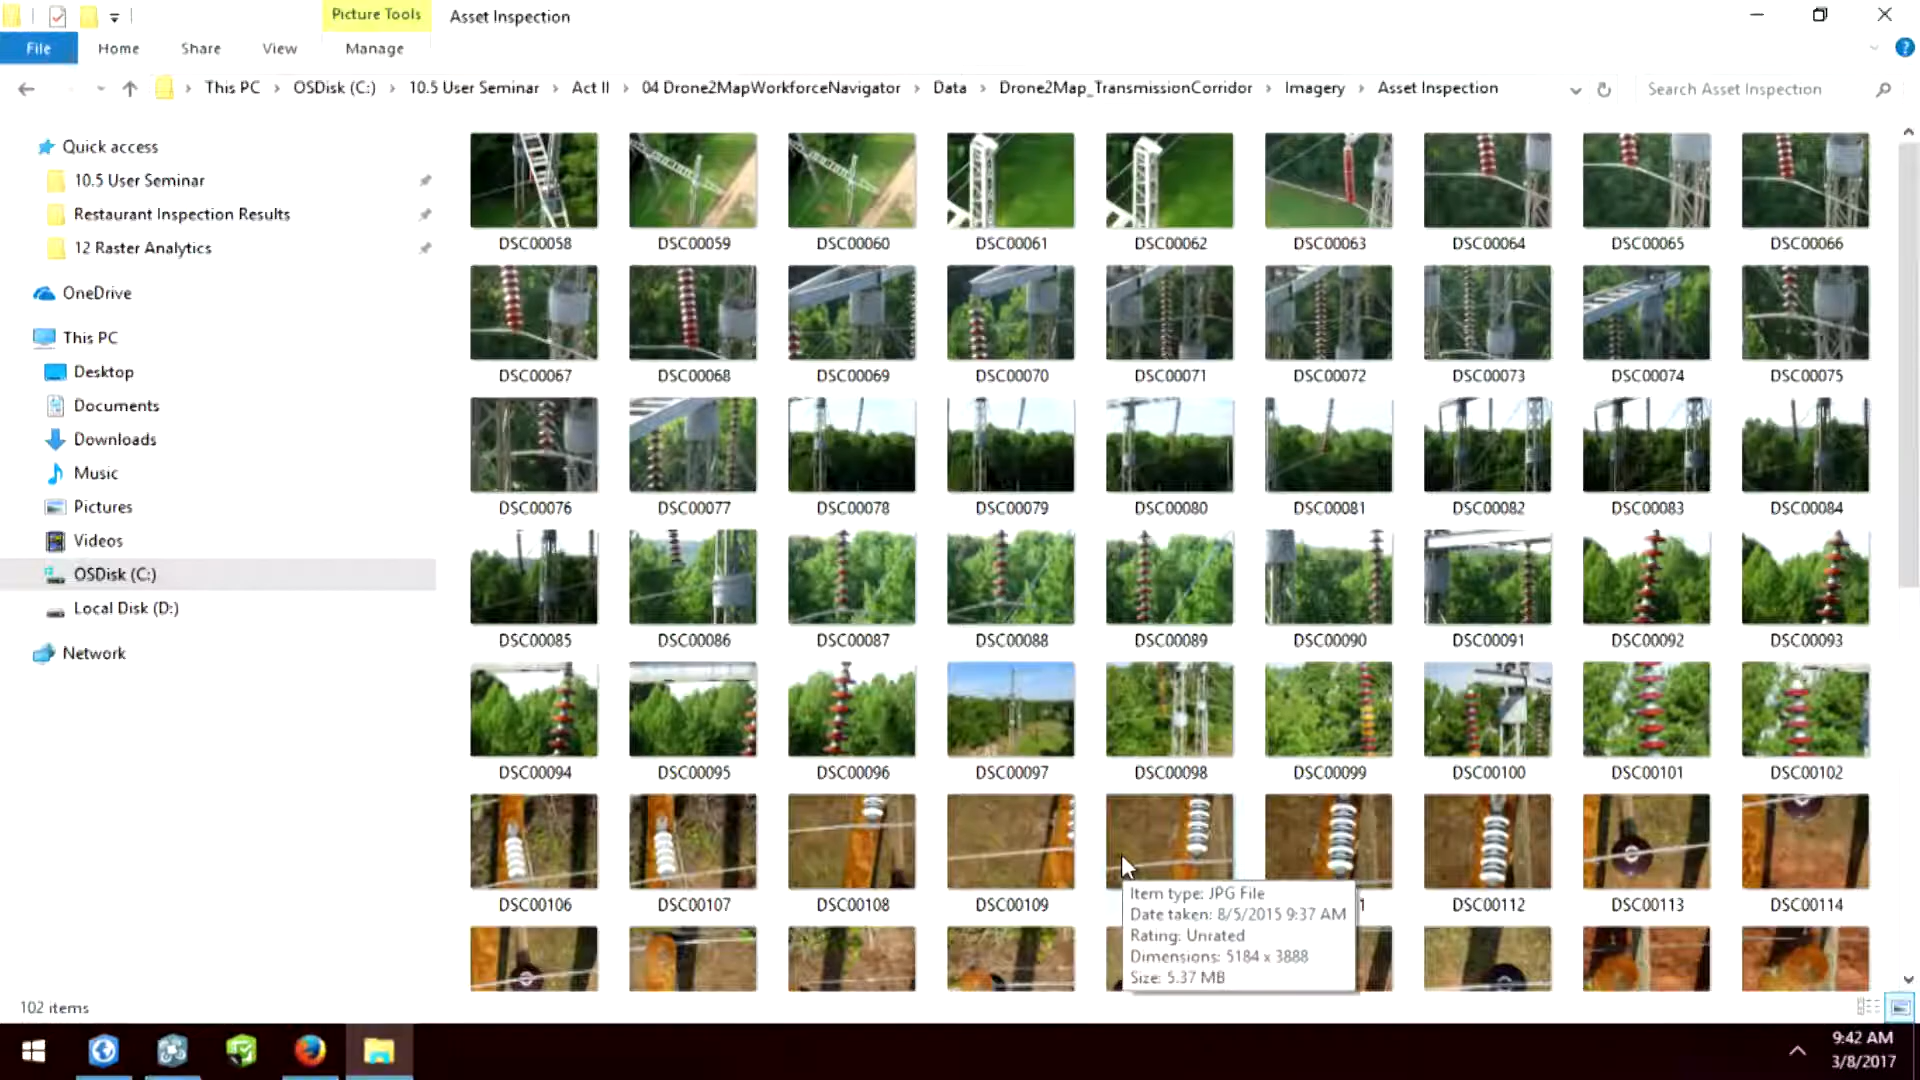 Picture Tools
Asset Inspection
File
Home
Share
View
Manage
This PC
OSDisk (C:)
10.5 User Seminar
Act II
04 Drone2MapWorkforceNavigator
Data
Drone2Map_TransmissionCorridor
Imagery
Asset Inspection
Search Asset Inspection
Quick access
10.5 User Seminar
Restaurant Inspection Results
12 Raster Analytics
OneDrive
This PC
Desktop
Documents
Downloads
Music
Pictures
Videos
OSDisk (C:)
Local Disk (D:)
Network
DSC00058
DSC00059
DSC00060
DSC00061
DSC00062
DSC00063
DSC00064
DSC00065
DSC00066
DSC00067
DSC00068
DSC00069
DSC00070
DSC00071
DSC00072
DSC00073
DSC00074
DSC00075
DSC00076
DSC00077
DSC00078
DSC00079
DSC00080
DSC00081
DSC00082
DSC00083
DSC00084
DSC00085
DSC00086
DSC00087
DSC00088
DSC00089
DSC00090
DSC00091
DSC00092
DSC00093
DSC00094
DSC00095
DSC00096
DSC00097
DSC00098
DSC00099
DSC00100
DSC00101
DSC00102
DSC00106
DSC00107
DSC00108
DSC00109
1
DSC00112
DSC00113
DSC00114
Item type: JPG File
Date taken: 8/5/2015 9:37 AM
Rating: Unrated
Dimensions: 5184 x 3888
Size: 5.37 MB
102 items
9:42 AM
3/8/2017